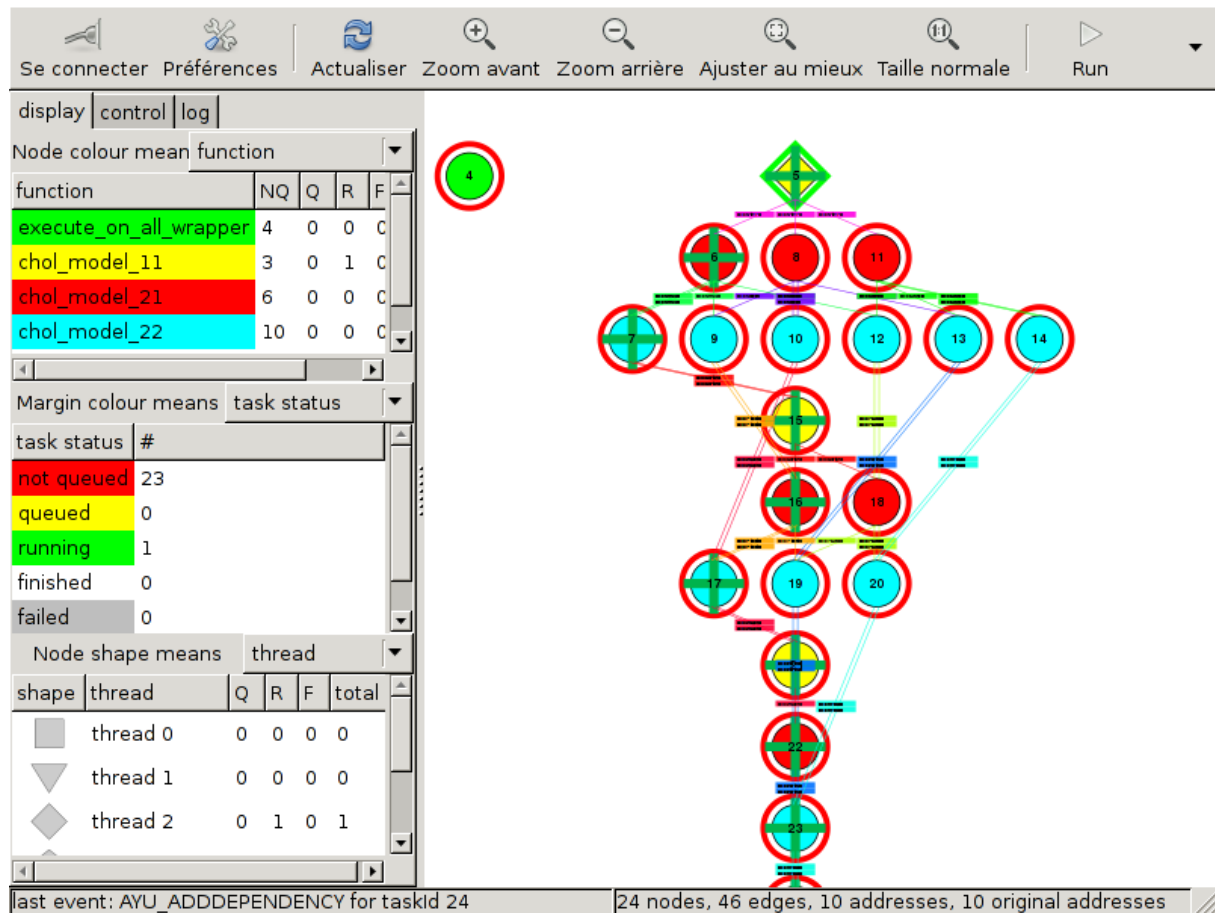 Se connecter Préférences Actualiser Zoom avant Zoom arrière Ajuster au mieux Taille normale Run
display control log
Node colour mean function
function NQ Q R F
execute_on_all_wrapper 4 0 0 0
chol_model_11 3 0 1 0
chol_model_21 6 0 0 0
chol_model_22 10 0 0 0
Margin colour means task status
task status #
not queued 23
queued 0
running 1
finished 0
failed 0
Node shape means thread
shape thread Q R F total
thread 0 0 0 0 0
thread 1 0 0 0 0
thread 2 0 1 0 1
4 5
6 8 11
7 9 10 12 13 14
15
16 18
17 19 20
22
23
last event: AYU_ADDDEPENDENCY for taskId 24 24 nodes, 46 edges, 10 addresses, 10 original addresses